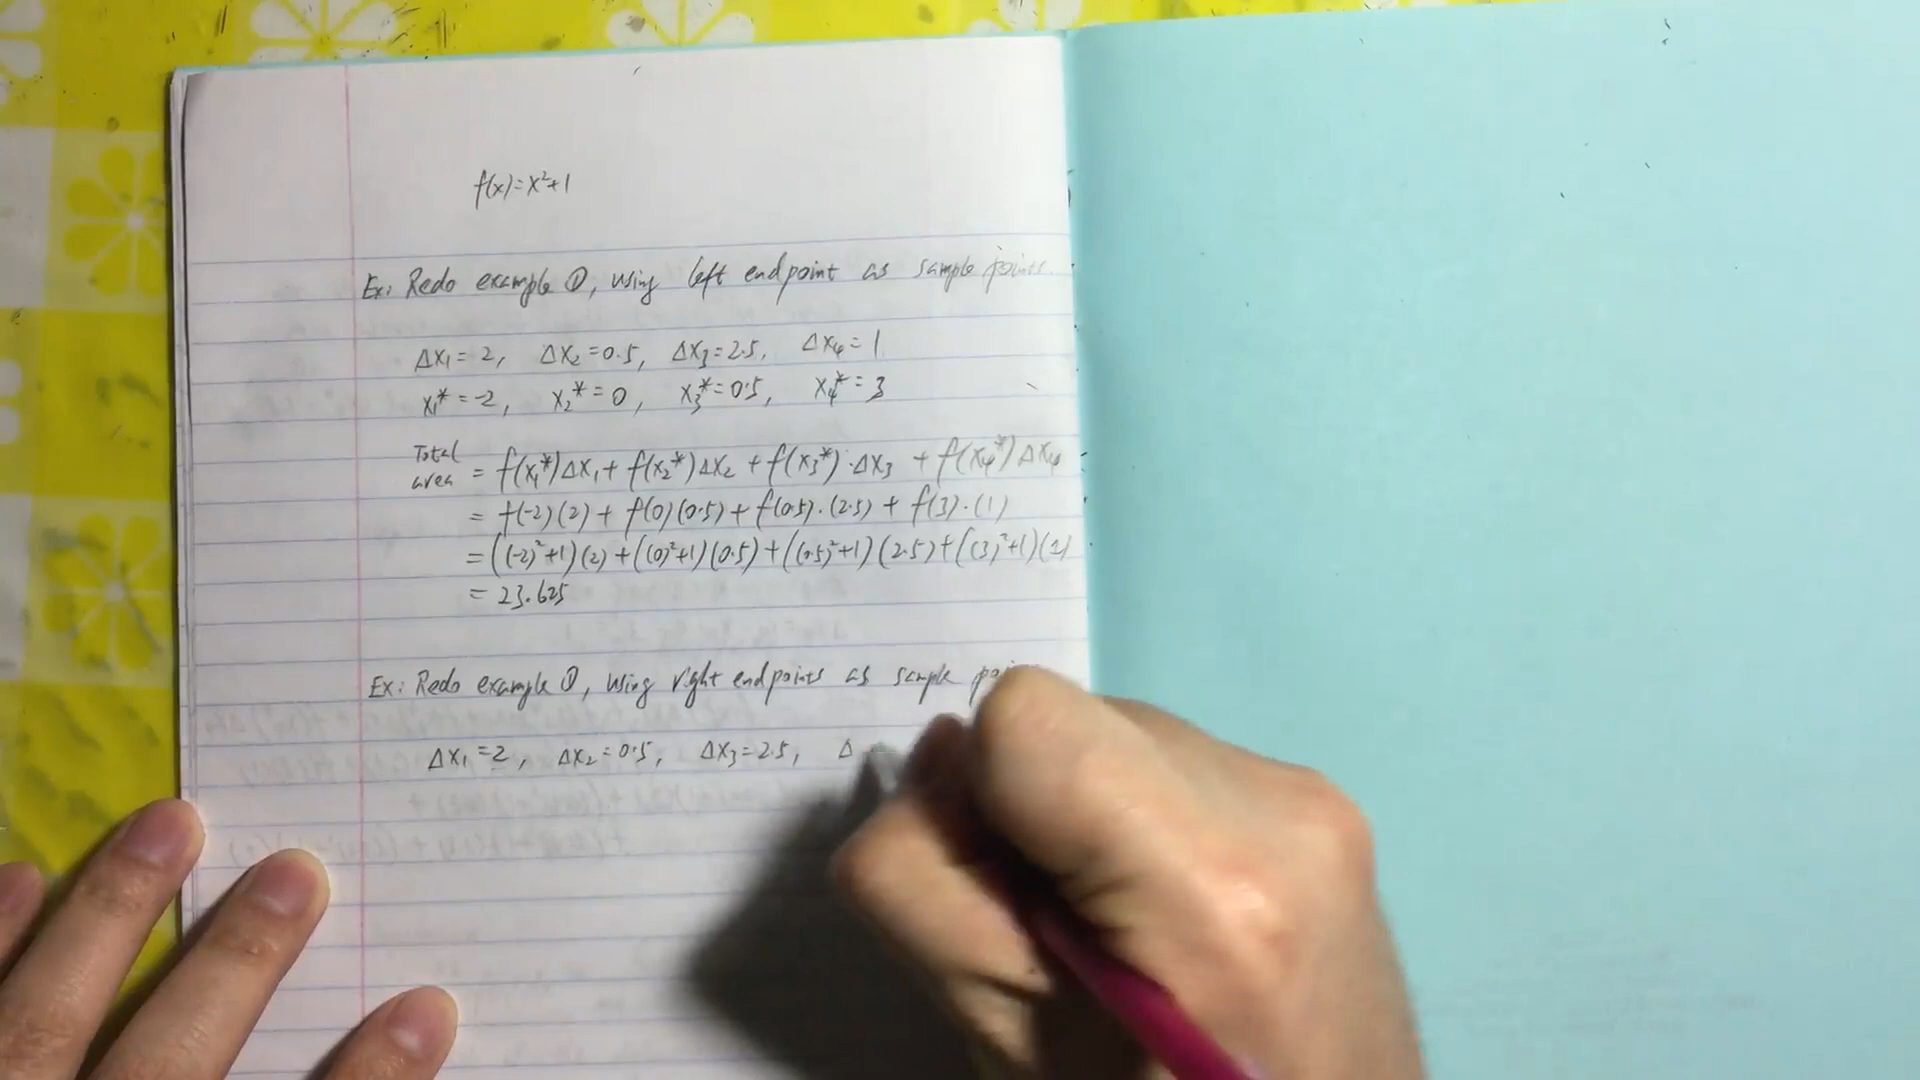 f(x)=x²+1
Ex: Redo example ①, using left endpoint as sample points.
Δx₁ = 2, Δx₂ = 0.5, Δx₃ = 2.5, Δx₄ = 1
x₁* = -2, x₂* = 0, x₃* = 0.5, x₄* = 3
Total area = f(x₁*)Δx₁ + f(x₂*)Δx₂ + f(x₃*)·Δx₃ + f(x₄*)Δx₄
= f(-2)(2) + f(0)(0.5) + f(0.5)·(2.5) + f(3)·(1)
= ((-2)²+1)(2) + ((0)²+1)(0.5) + ((0.5)²+1)(2.5) + ((3)²+1)(1)
= 23.625
Ex: Redo example ①, using right endpoints as sample
Δx₁ = 2, Δx₂ = 0.5, Δx₃ = 2.5, Δ